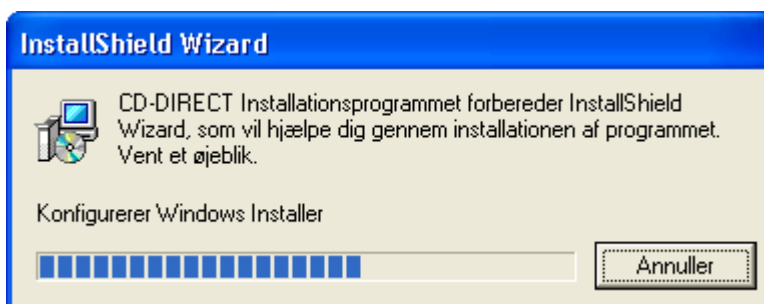 InstallShield Wizard
CD-DIRECT Installationsprogrammet forbereder InstallShield
Wizard, som vil hjælpe dig gennem installationen af programmet.
Vent et øjeblik.
Konfigurerer Windows Installer
Annuller